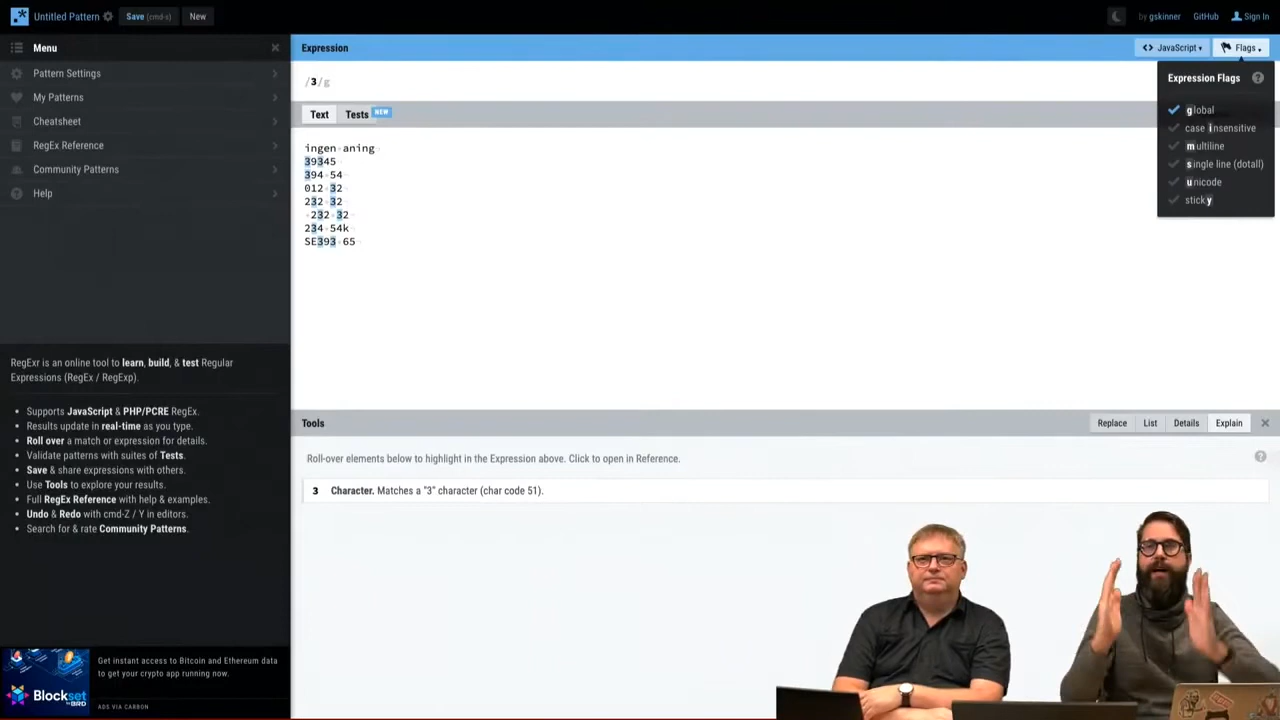 Untitled Pattern
Save (cmd-s)
New
by gskinner
GitHub
Sign In
Menu
Pattern Settings
My Patterns
Cheatsheet
RegEx Reference
Community Patterns
Help
RegExr is an online tool to learn, build, & test Regular
Expressions (RegEx / RegExp).
Supports JavaScript & PHP/PCRE RegEx.
Results update in real-time as you type.
Roll over a match or expression for details.
Validate patterns with suites of Tests.
Save & share expressions with others.
Use Tools to explore your results.
Full RegEx Reference with help & examples.
Undo & Redo with cmd-Z / Y in editors.
Search for & rate Community Patterns.
Get instant access to Bitcoin and Ethereum data
to get your crypto app running now.
Blockset
by BRD
ADS VIA CARBON
Expression
JavaScript
Flags
/3/g
Text
Tests NEW
ingen aning
39345
394 54
012 32
232 32
232 32
234 54k
SE393 65
Expression Flags
global
case insensitive
multiline
single line (dotall)
unicode
sticky
Tools
Replace
List
Details
Explain
Roll-over elements below to highlight in the Expression above. Click to open in Reference.
3 Character. Matches a "3" character (char code 51).